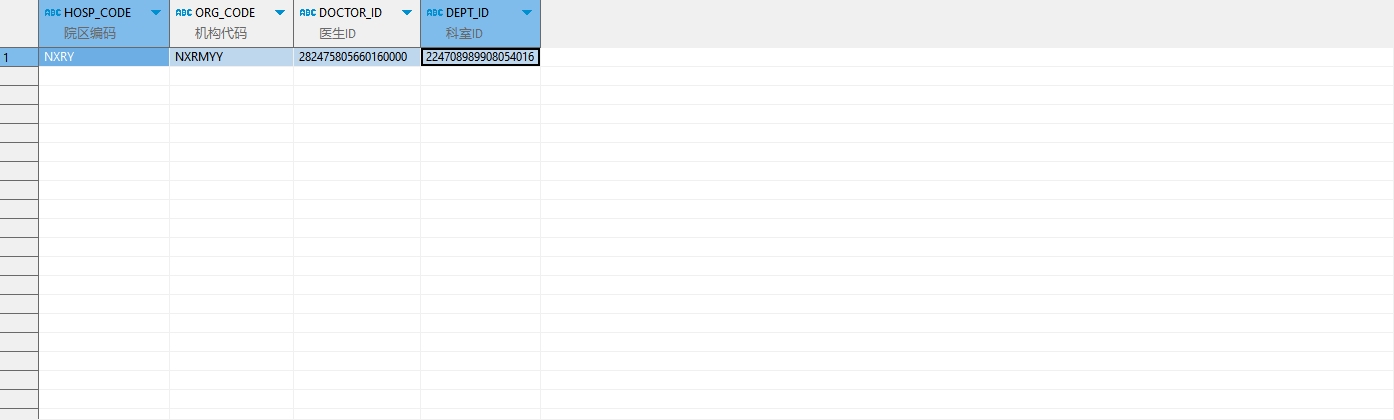 ABC HOSP_CODE ABC ORG_CODE ABC DOCTOR_ID ABC DEPT_ID
院区编码 机构代码 医生ID 科室ID
1 NXRY NXRMYY 282475805660160000 224708989908054016